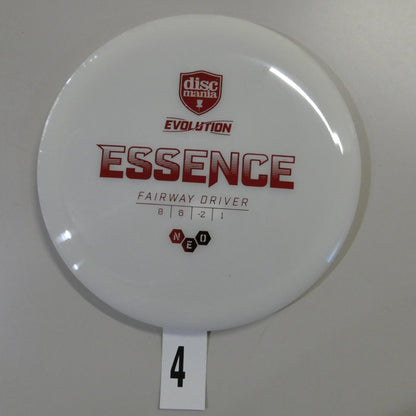 disc
mania
EVOLUTION
ESSENCE
FAIRWAY DRIVER
8 | 6 | -2 | 1
NEO
4